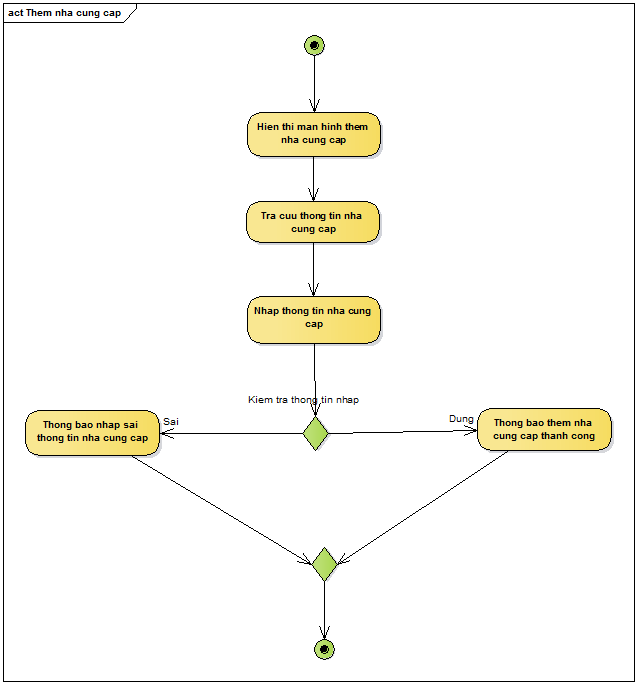 act Them nha cung cap
Hien thi man hinh them
nha cung cap
Tra cuu thong tin nha
cung cap
Nhap thong tin nha cung
cap
Kiem tra thong tin nhap
Sai
Dung
Thong bao nhap sai
thong tin nha cung cap
Thong bao them nha
cung cap thanh cong